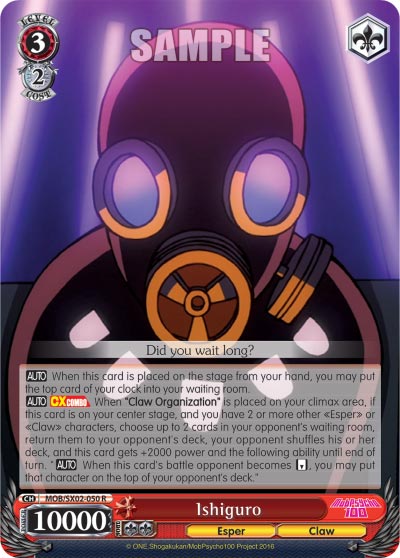 LEVEL
3
2
COST
SAMPLE
Did you wait long?
AUTO When this card is placed on the stage from your hand, you may put
the top card of your clock into your waiting room.
AUTO CXCOMBO When "Claw Organization" is placed on your climax area, if
this card is on your center stage, and you have 2 or more other «Esper» or
«Claw» characters, choose up to 2 cards in your opponent's waiting room,
return them to your opponent's deck, your opponent shuffles his or her
deck, and this card gets +2000 power and the following ability until end of
turn. "AUTO When this card's battle opponent becomes , you may put
that character on the top of your opponent's deck."
CH MOB/SX02-050 R
POWER
10000
Ishiguro
MOB PSYCHO
100
Esper
Claw
© ONE,Shogakukan/MobPsycho100 Project 2016